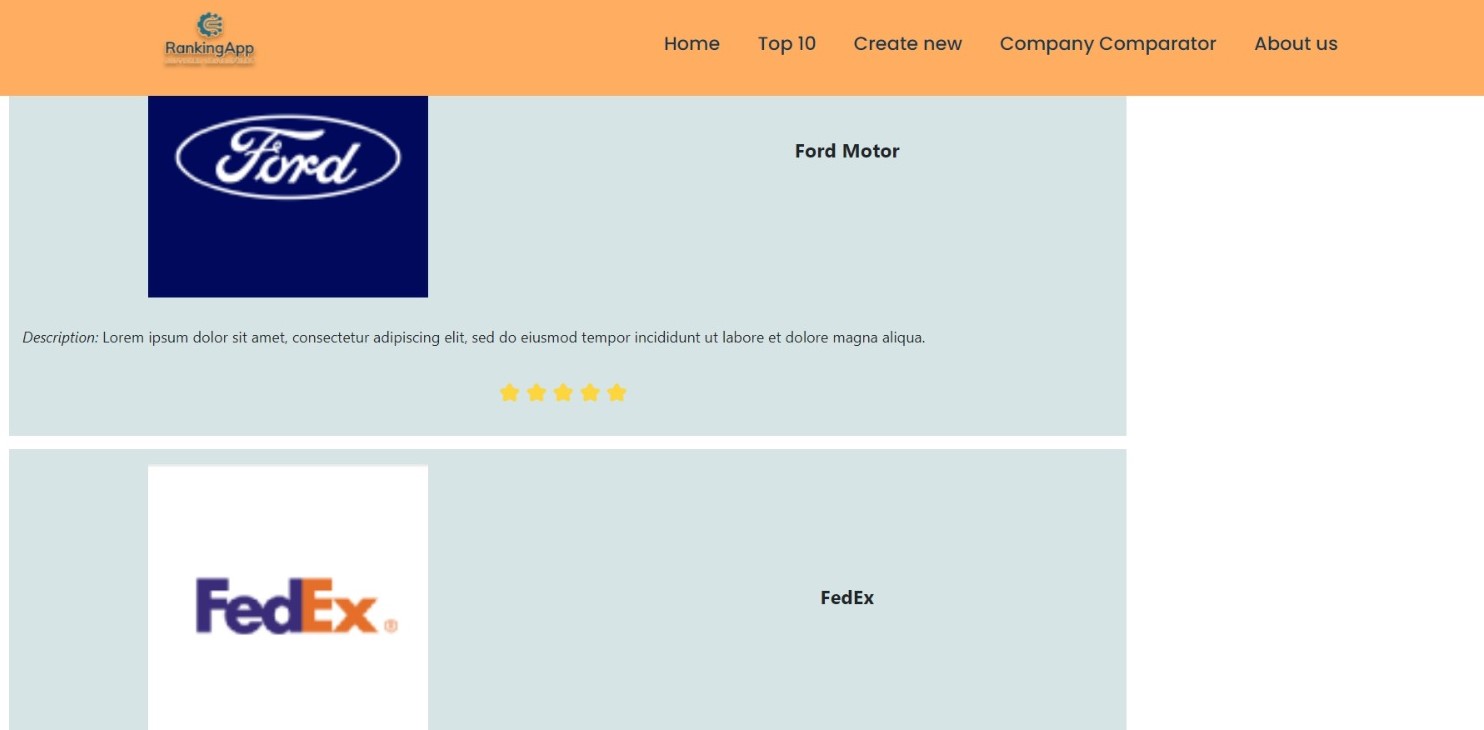 RankingApp
Home Top 10 Create new Company Comparator About us
Ford
Ford Motor
Description: Lorem ipsum dolor sit amet, consectetur adipiscing elit, sed do eiusmod tempor incididunt ut labore et dolore magna aliqua.
FedEx®
FedEx